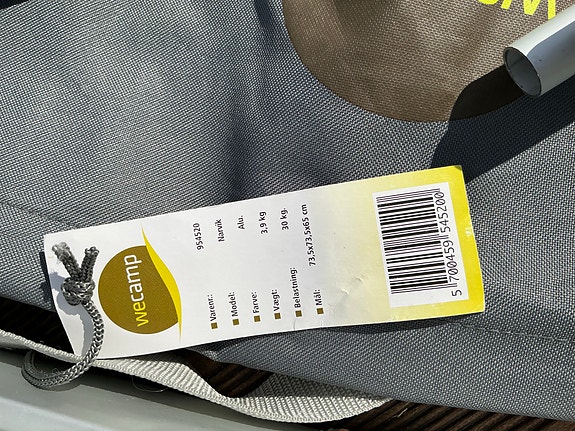 wecamp
Varenr.: 954520
Model: Narvik
Farve: Alu.
Vægt: 3,9 kg
Belastning: 30 kg.
Mål: 73,5x73,5x65 cm
5 700459 545200